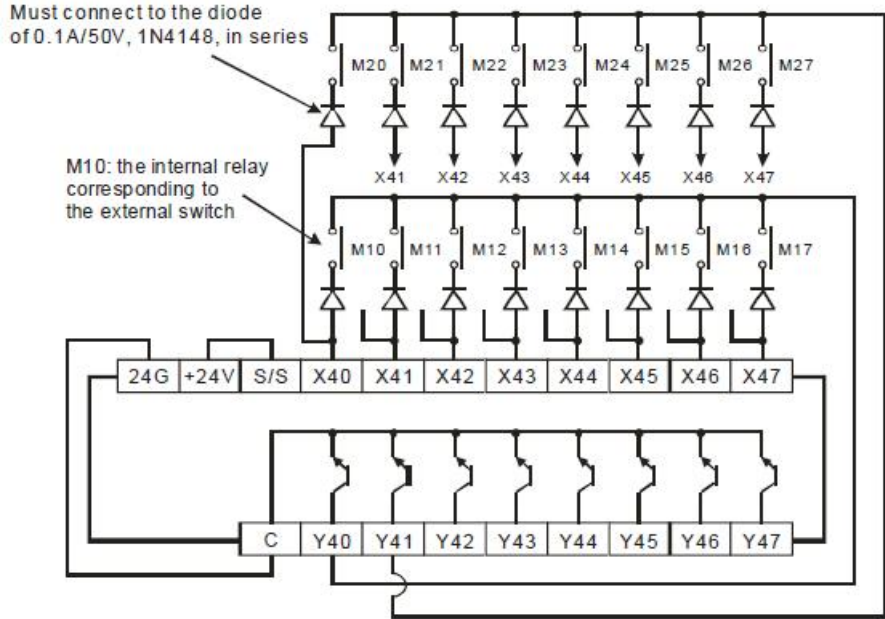 Must connect to the diode
of 0.1A/50V, 1N4148, in series
M20 M21 M22 M23 M24 M25 M26 M27
X41 X42 X43 X44 X45 X46 X47
M10: the internal relay
corresponding to
the external switch
M10 M11 M12 M13 M14 M15 M16 M17
24G +24V S/S X40 X41 X42 X43 X44 X45 X46 X47
C Y40 Y41 Y42 Y43 Y44 Y45 Y46 Y47